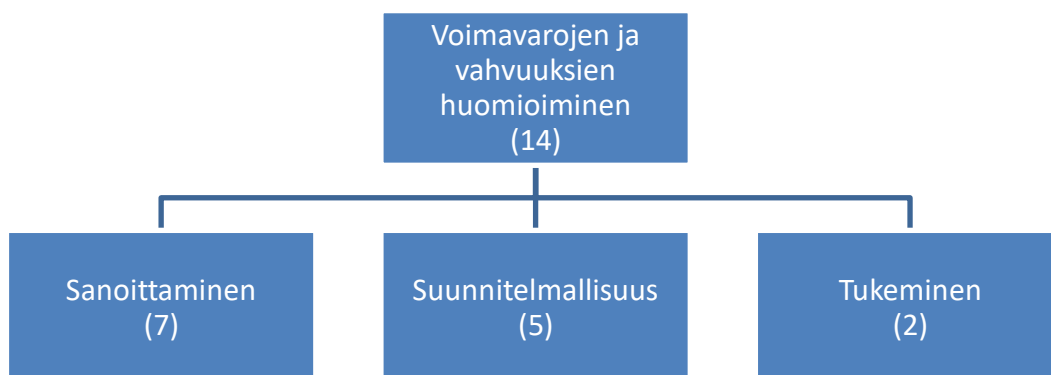 Voimavarojen ja
vahvuuksien
huomioiminen
(14)
Sanoittaminen
(7)
Suunnitelmallisuus
(5)
Tukeminen
(2)